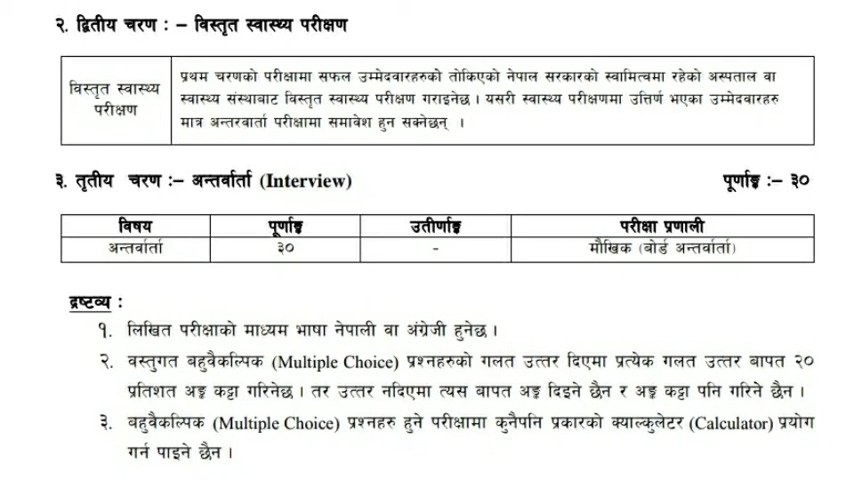 २. द्वितीय चरण : – विस्तृत स्वास्थ्य परीक्षण
विस्तृत स्वास्थ्य
परीक्षण
प्रथम चरणको परीक्षामा सफल उम्मेदवारहरुको तोकिएको नेपाल सरकारको स्वामित्वमा रहेको अस्पताल वा
स्वास्थ्य संस्थाबाट विस्तृत स्वास्थ्य परीक्षण गराइनेछ । यसरी स्वास्थ्य परीक्षणमा उत्तिर्ण भएका उम्मेदवारहरु
मात्र अन्तरवार्ता परीक्षामा समावेश हुन सक्नेछन् ।
३. तृतीय चरण :– अन्तर्वार्ता (Interview) पूर्णाङ्क :– ३०
विषय पूर्णाङ्क उतीर्णाङ्क परीक्षा प्रणाली
अन्तर्वार्ता ३० - मौखिक (बोर्ड अन्तर्वार्ता)
द्रष्टव्य :
१. लिखित परीक्षाको माध्यम भाषा नेपाली वा अंग्रेजी हुनेछ ।
२. वस्तुगत बहुवैकल्पिक (Multiple Choice) प्रश्नहरुको गलत उत्तर दिएमा प्रत्येक गलत उत्तर बापत २०
प्रतिशत अङ्क कट्टा गरिनेछ । तर उत्तर नदिएमा त्यस बापत अङ्क दिइने छैन र अङ्क कट्टा पनि गरिने छैन ।
३. बहुवैकल्पिक (Multiple Choice) प्रश्नहरु हुने परीक्षामा कुनैपनि प्रकारको क्याल्कुलेटर (Calculator) प्रयोग
गर्न पाइने छैन ।